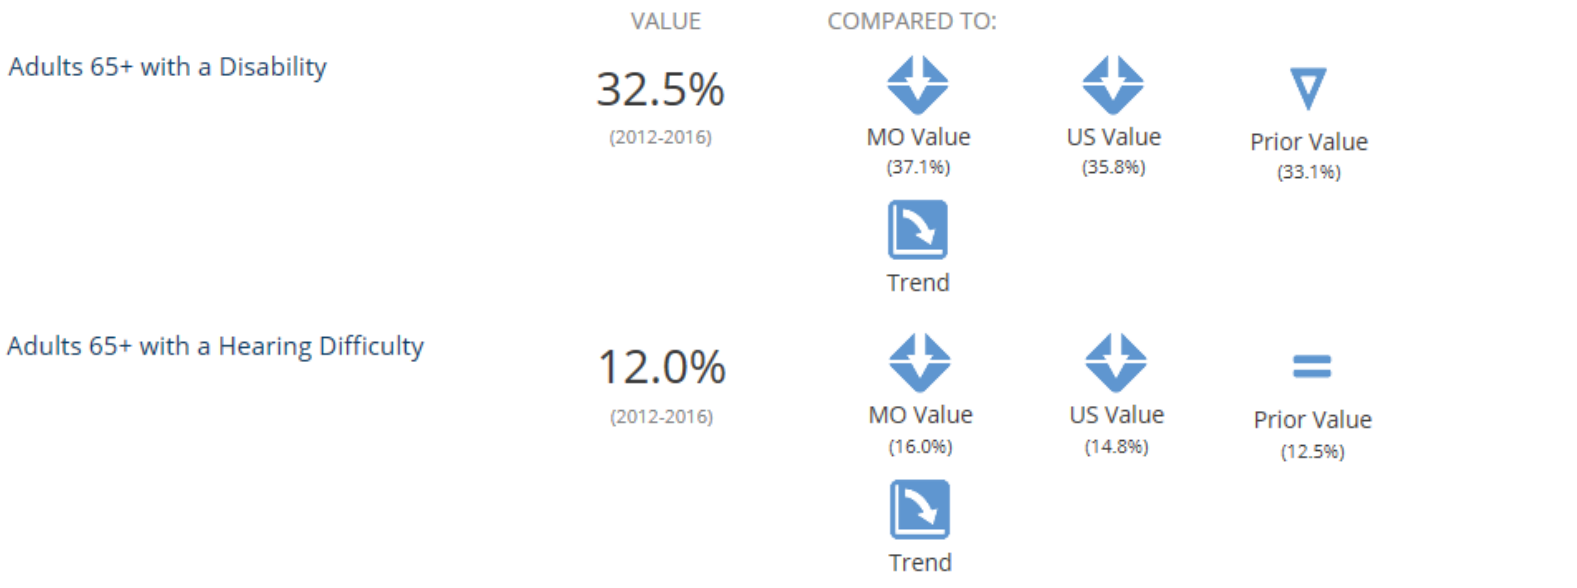 VALUE COMPARED TO:
Adults 65+ with a Disability
32.5%
(2012-2016)
MO Value
(37.1%)
US Value
(35.8%)
Prior Value
(33.1%)
Trend
Adults 65+ with a Hearing Difficulty
12.0%
(2012-2016)
MO Value
(16.0%)
US Value
(14.8%)
Prior Value
(12.5%)
Trend